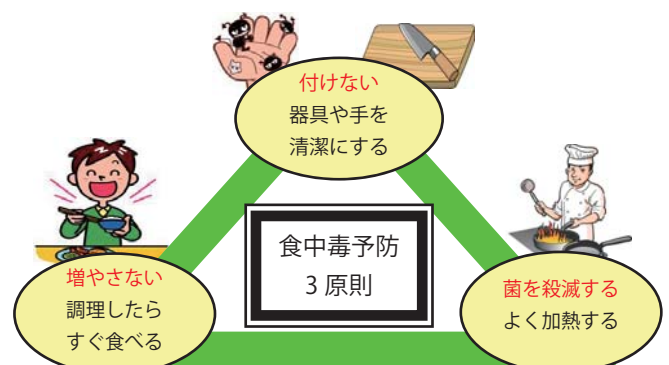 付けない
器具や手を
清潔にする
食中毒予防
3 原則
増やさない
調理したら
すぐ食べる
菌を殺滅する
よく加熱する